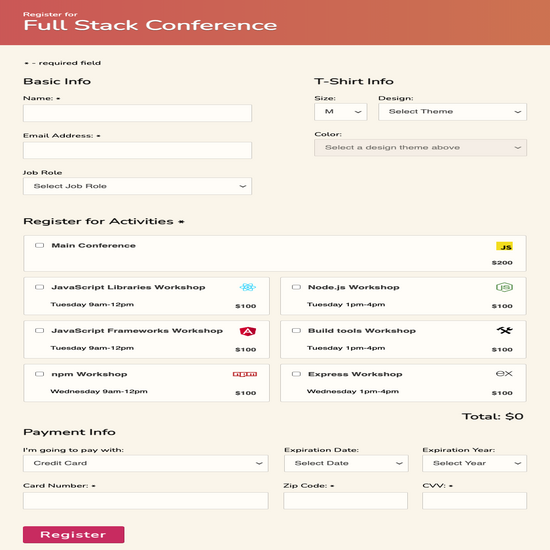 Register for
Full Stack Conference
* - required field
Basic Info
Name: *
Email Address: *
Job Role
Select Job Role
T-Shirt Info
Size:
M
Design:
Select Theme
Color:
Select a design theme above
Register for Activities *
Main Conference
JS
$200
JavaScript Libraries Workshop
Tuesday 9am-12pm
$100
Node.js Workshop
JS
Tuesday 1pm-4pm
$100
JavaScript Frameworks Workshop
A
Tuesday 9am-12pm
$100
Build tools Workshop
Tuesday 1pm-4pm
$100
npm Workshop
npm
Wednesday 9am-12pm
$100
Express Workshop
ex
Wednesday 1pm-4pm
$100
Total: $0
Payment Info
I'm going to pay with:
Credit Card
Expiration Date:
Select Date
Expiration Year:
Select Year
Card Number: *
Zip Code: *
CVV: *
Register